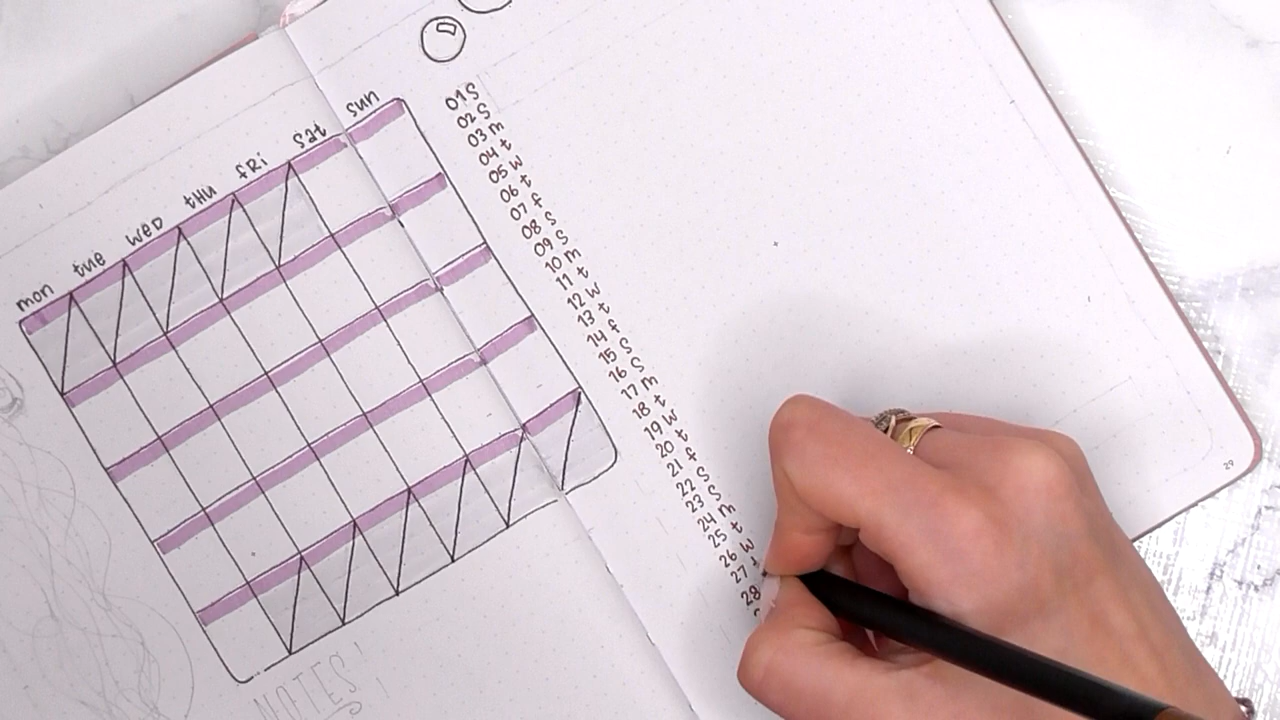 mon tue WED tHU fRi sat sun
NOTES!
01 S
02 S
03 m
04 t
05 w
06 t
07 f
08 S
09 S
10 m
11 t
12 w
13 t
14 f
15 S
16 S
17 m
18 t
19 w
20 t
21 f
22 S
23 S
24 m
25 t
26 w
27 t
28
29